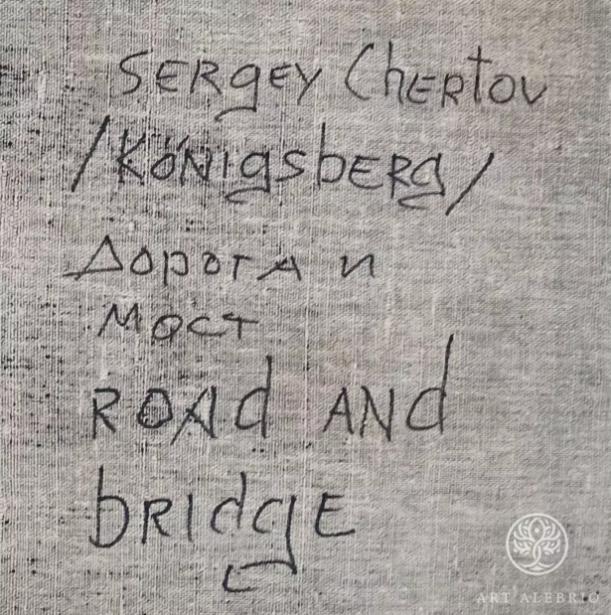 SERgEY ChERtov
/KöNigsbERg/
Дорога и
Мост
ROAd ANd
bRidgE
ART ALEBRIO